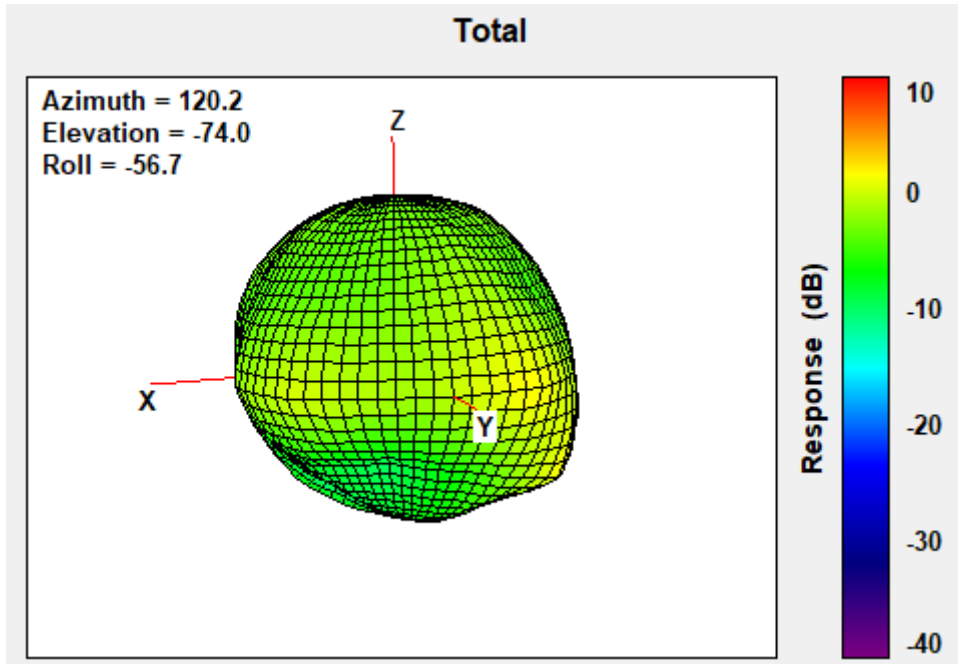 Total
Azimuth = 120.2
Elevation = -74.0
Roll = -56.7
Z
X
Y
10
0
-10
-20
-30
-40
Response (dB)